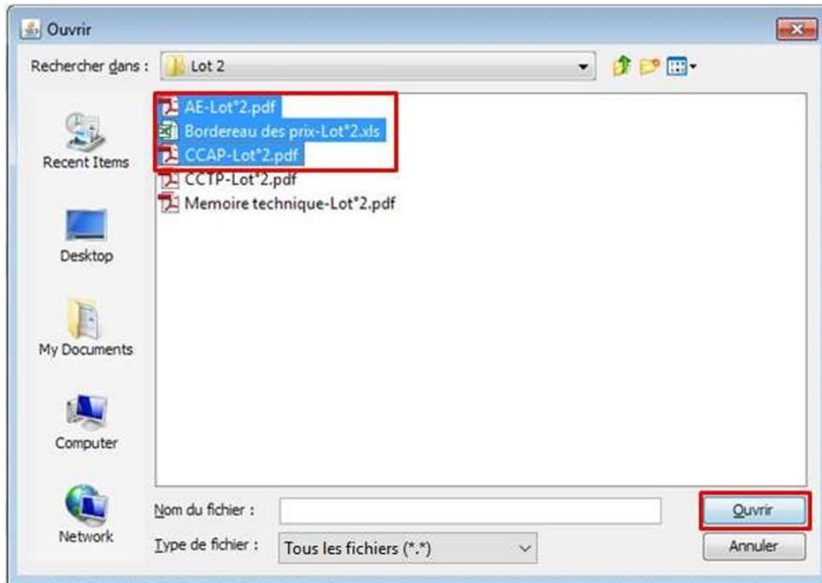 Ouvrir
Rechercher dans :
Lot 2
AE-Lot°2.pdf
Bordereau des prix-Lot°2.xls
CCAP-Lot°2.pdf
CCTP-Lot°2.pdf
Memoire technique-Lot°2.pdf
Recent Items
Desktop
My Documents
Computer
Network
Nom du fichier :
Ouvrir
Type de fichier :
Tous les fichiers (*.*)
Annuler